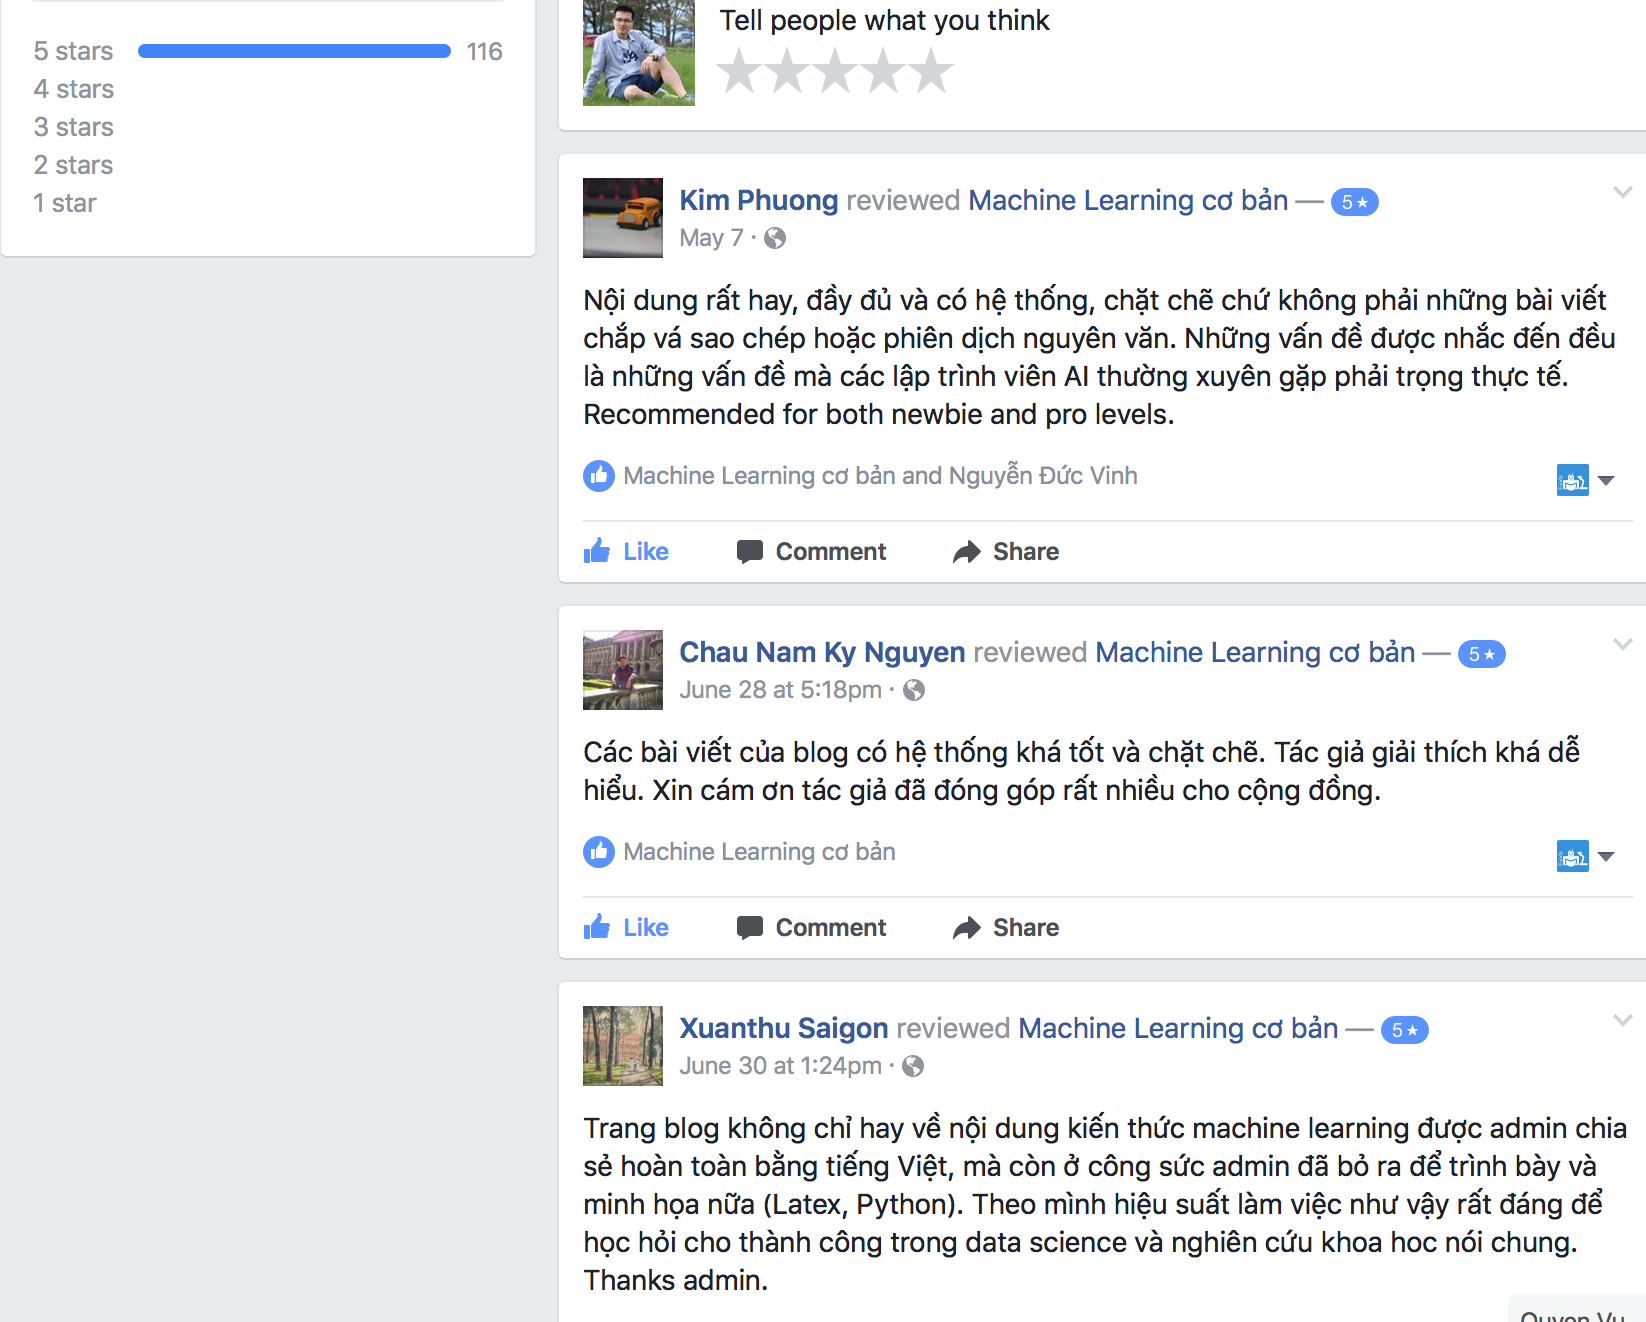 5 stars 116
4 stars
3 stars
2 stars
1 star
Tell people what you think
Kim Phuong reviewed Machine Learning cơ bản — 5★
May 7 ·
Nội dung rất hay, đầy đủ và có hệ thống, chặt chẽ chứ không phải những bài viết
chắp vá sao chép hoặc phiên dịch nguyên văn. Những vấn đề được nhắc đến đều
là những vấn đề mà các lập trình viên AI thường xuyên gặp phải trọng thực tế.
Recommended for both newbie and pro levels.
Machine Learning cơ bản and Nguyễn Đức Vinh
Like Comment Share
Chau Nam Ky Nguyen reviewed Machine Learning cơ bản — 5★
June 28 at 5:18pm ·
Các bài viết của blog có hệ thống khá tốt và chặt chẽ. Tác giả giải thích khá dễ
hiểu. Xin cám ơn tác giả đã đóng góp rất nhiều cho cộng đồng.
Machine Learning cơ bản
Like Comment Share
Xuanthu Saigon reviewed Machine Learning cơ bản — 5★
June 30 at 1:24pm ·
Trang blog không chỉ hay về nội dung kiến thức machine learning được admin chia
sẻ hoàn toàn bằng tiếng Việt, mà còn ở công sức admin đã bỏ ra để trình bày và
minh họa nữa (Latex, Python). Theo mình hiệu suất làm việc như vậy rất đáng để
học hỏi cho thành công trong data science và nghiên cứu khoa hoc nói chung.
Thanks admin.
Quyen Vu